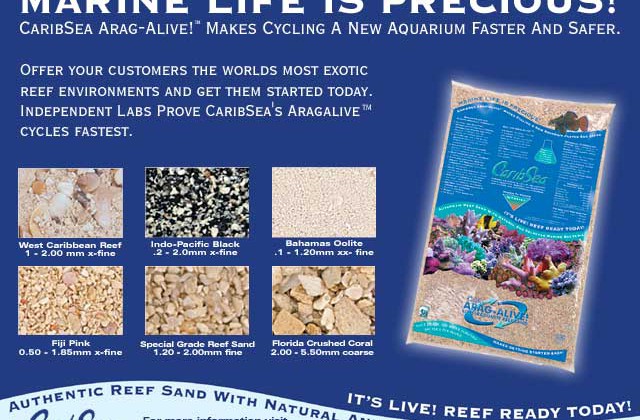 MARINE LIFE IS PRECIOUS!
CARIBSEA ARAG-ALIVE!™ MAKES CYCLING A NEW AQUARIUM FASTER AND SAFER.
OFFER YOUR CUSTOMERS THE WORLDS MOST EXOTIC
REEF ENVIRONMENTS AND GET THEM STARTED TODAY.
INDEPENDENT LABS PROVE CARIBSEA'S ARAGALIVE™
CYCLES FASTEST.
MARINE LIFE IS PRECIOUS
CaribSea
IT'S LIVE! REEF READY TODAY!
ARAG-ALIVE!
West Caribbean Reef
1 - 2.00 mm x-fine
Indo-Pacific Black
.2 - 2.0mm x-fine
Bahamas Oolite
.1 - 1.20mm xx- fine
Fiji Pink
0.50 - 1.85mm x-fine
Special Grade Reef Sand
1.20 - 2.00mm fine
Florida Crushed Coral
2.00 - 5.50mm coarse
AUTHENTIC REEF SAND WITH NATURAL
IT'S LIVE! REEF READY TODAY!
CaribSea
For more information visit